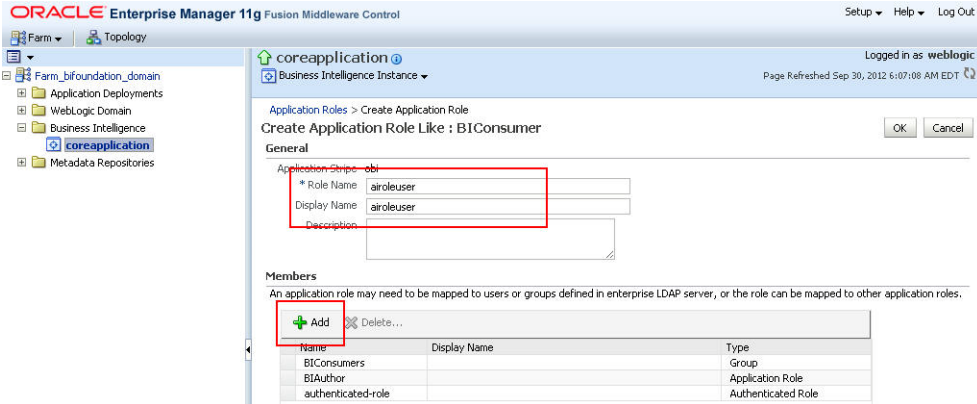 ORACLE Enterprise Manager 11g Fusion Middleware Control
Setup Help Log Out
Farm Topology
Farm_bifoundation_domain
Application Deployments
WebLogic Domain
Business Intelligence
coreapplication
Metadata Repositories
coreapplication
Logged in as weblogic
Business Intelligence Instance
Page Refreshed Sep 30, 2012 6:07:08 AM EDT
Application Roles > Create Application Role
Create Application Role Like : BIConsumer
OK Cancel
General
Application Stripe obi
* Role Name airoleuser
Display Name airoleuser
Description
Members
An application role may need to be mapped to users or groups defined in enterprise LDAP server, or the role can be mapped to other application roles.
Add Delete...
Name Display Name Type
BIConsumers Group
BIAuthor Application Role
authenticated-role Authenticated Role